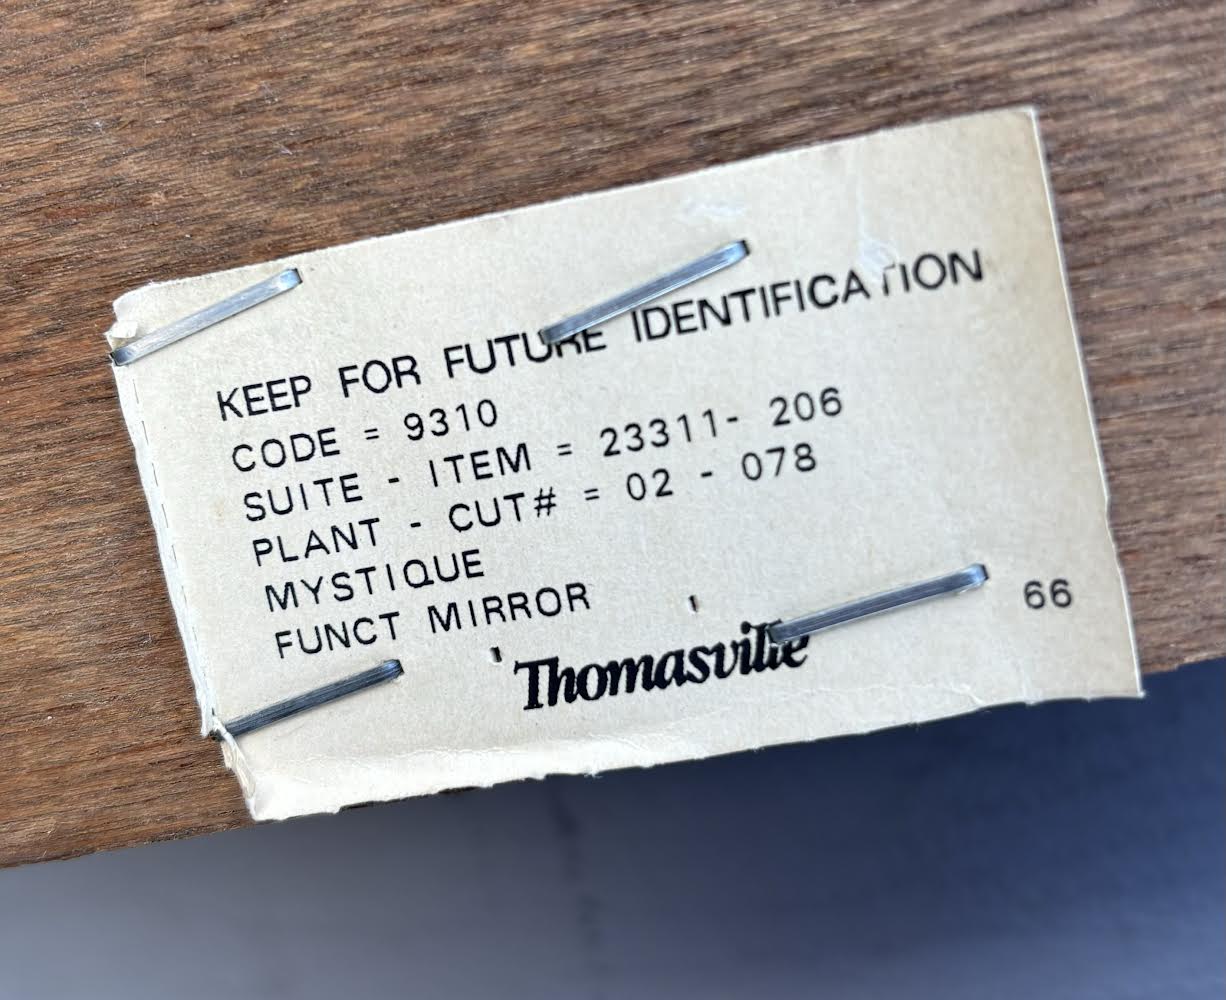 KEEP FOR FUTURE IDENTIFICATION
CODE = 9310
SUITE - ITEM = 23311- 206
PLANT - CUT# = 02 - 078
MYSTIQUE
FUNCT MIRROR
66
Thomasville